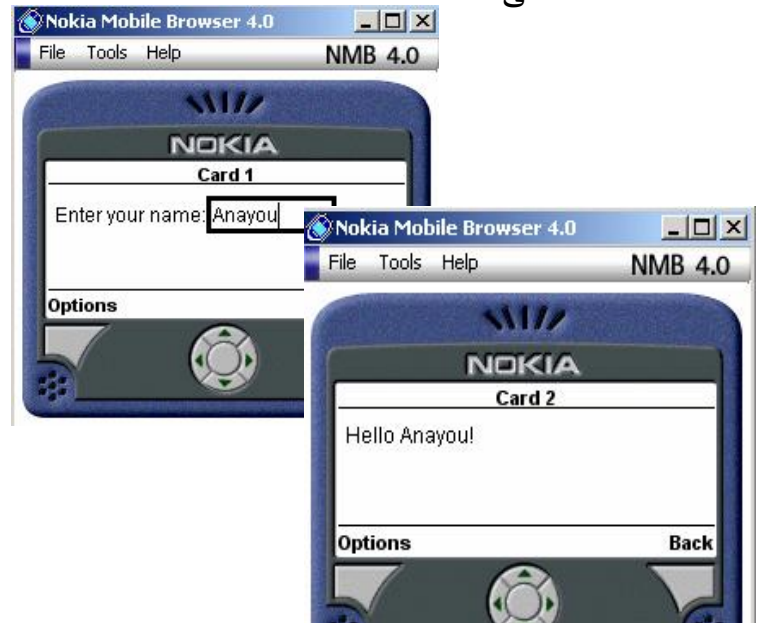 Nokia Mobile Browser 4.0
File Tools Help NMB 4.0
NOKIA
Card 1
Enter your name: Anayou
Options
Nokia Mobile Browser 4.0
File Tools Help NMB 4.0
NOKIA
Card 2
Hello Anayou!
Options Back